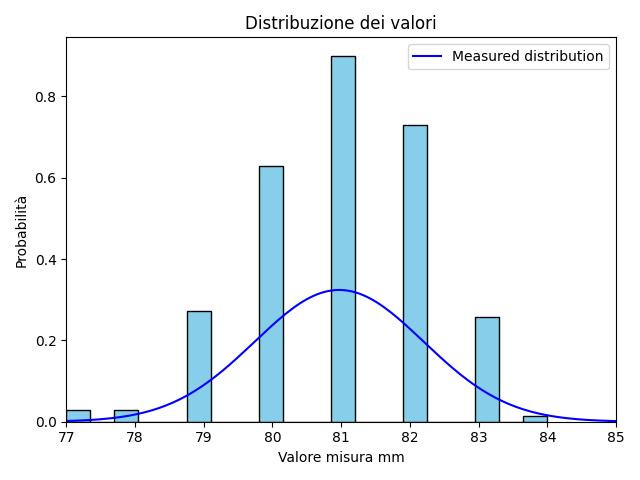 Distribuzione dei valori
Measured distribution
Probabilità
0.8
0.6
0.4
0.2
0.0
77 78 79 80 81 82 83 84 85
Valore misura mm